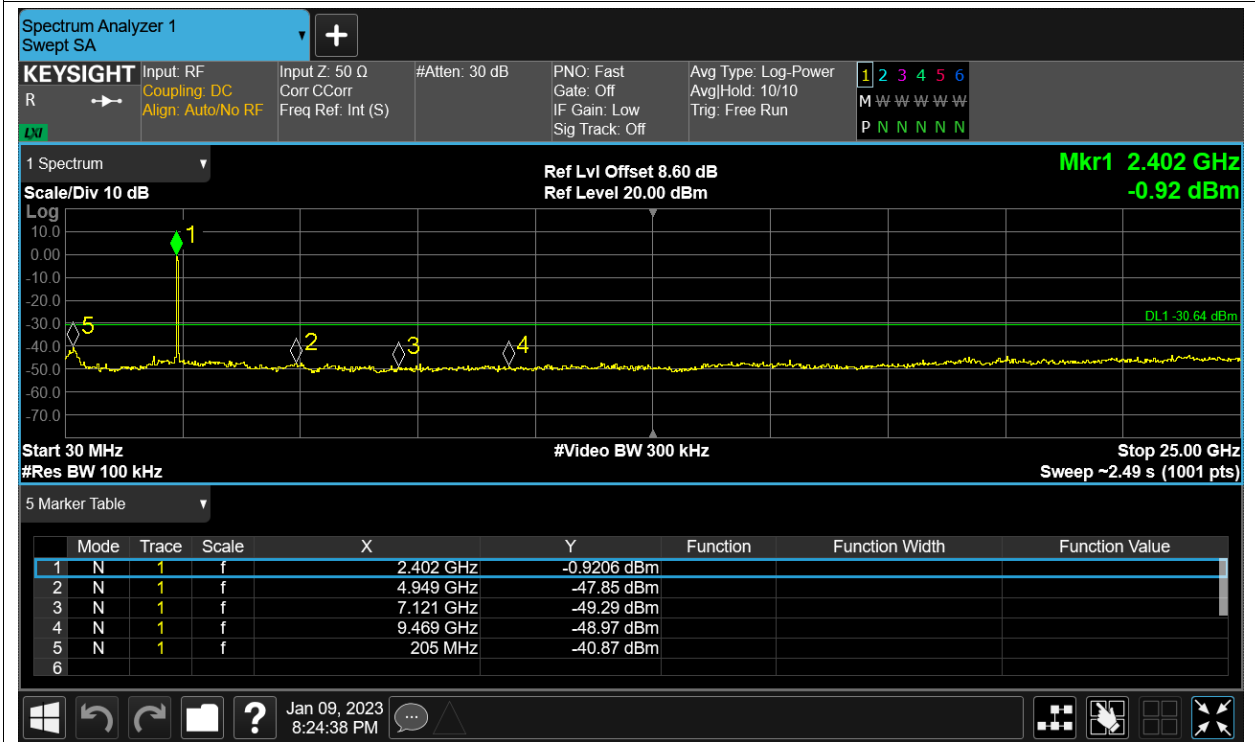 Spectrum Analyzer 1
Swept SA
KEYSIGHT
R
LXI
Input: RF
Coupling: DC
Align: Auto/No RF
Input Z: 50 Ω
Corr CCorr
Freq Ref: Int (S)
#Atten: 30 dB
PNO: Fast
Gate: Off
IF Gain: Low
Sig Track: Off
Avg Type: Log-Power
Avg|Hold: 10/10
Trig: Free Run
1 2 3 4 5 6
M W W W W W
P N N N N N
1 Spectrum
Scale/Div 10 dB
Ref Lvl Offset 8.60 dB
Ref Level 20.00 dBm
Mkr1 2.402 GHz
-0.92 dBm
Log
10.0
0.00
-10.0
-20.0
-30.0
-40.0
-50.0
-60.0
-70.0
1
5
2
3
4
DL1 -30.64 dBm
Start 30 MHz
#Video BW 300 kHz
Stop 25.00 GHz
#Res BW 100 kHz
Sweep ~2.49 s (1001 pts)
5 Marker Table
Mode Trace Scale X Y Function Function Width Function Value
1 N 1 f 2.402 GHz -0.9206 dBm
2 N 1 f 4.949 GHz -47.85 dBm
3 N 1 f 7.121 GHz -49.29 dBm
4 N 1 f 9.469 GHz -48.97 dBm
5 N 1 f 205 MHz -40.87 dBm
6
?
Jan 09, 2023
8:24:38 PM